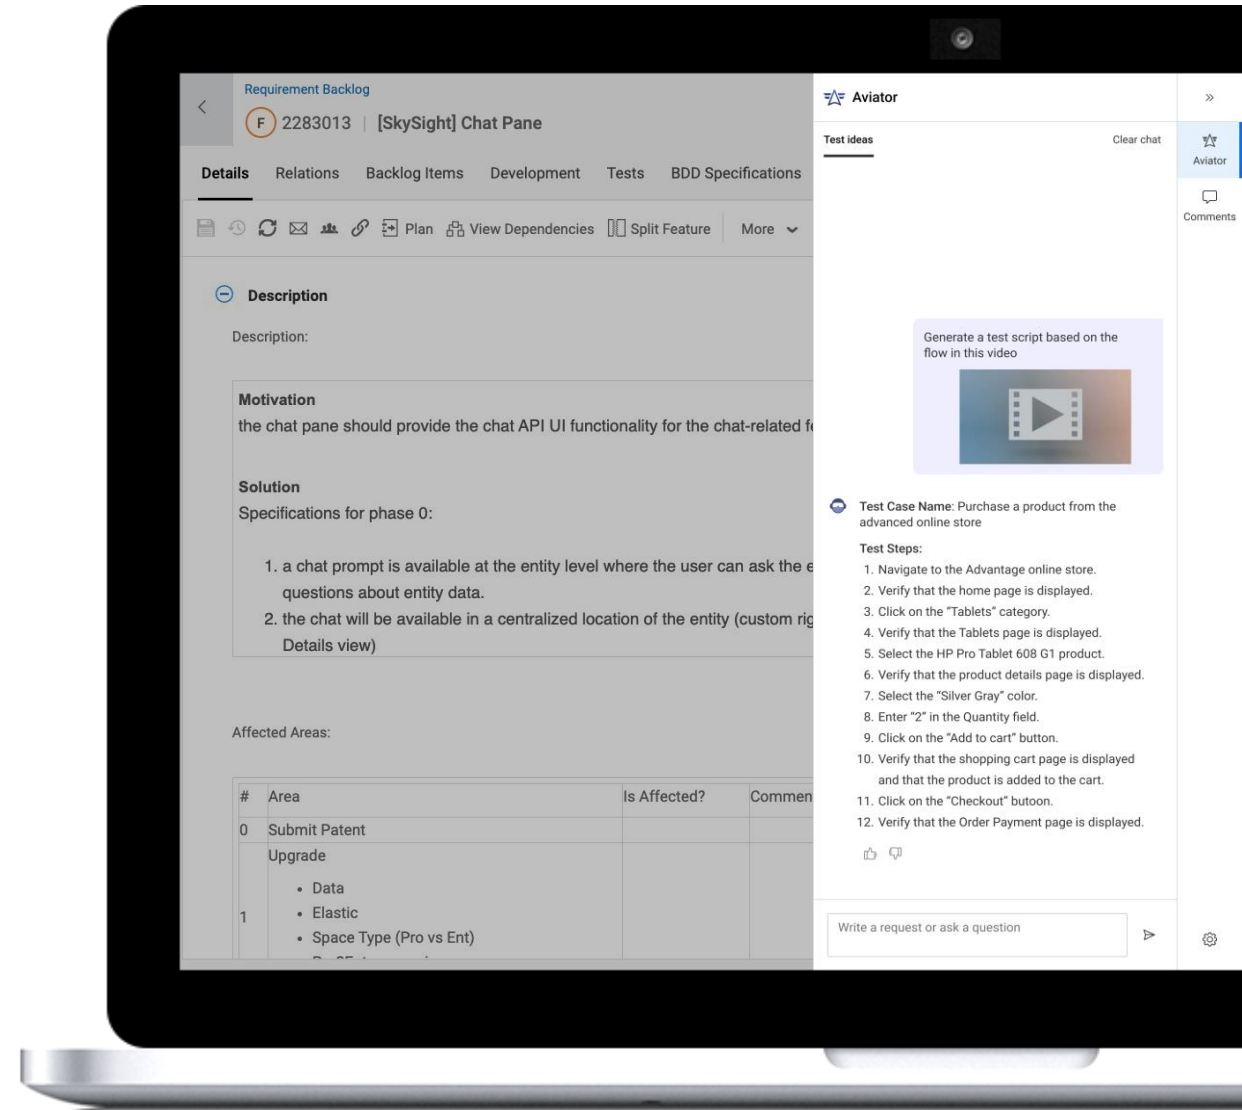 Requirement Backlog
F 2283013 | [SkySight] Chat Pane
Details Relations Backlog Items Development Tests BDD Specifications
Plan View Dependencies Split Feature More
Description
Description:
Motivation
the chat pane should provide the chat API UI functionality for the chat-related
Solution
Specifications for phase 0:
1. a chat prompt is available at the entity level where the user can ask the
questions about entity data.
2. the chat will be available in a centralized location of the entity (custom
Details view)
Affected Areas:
# Area Is Affected? Commen
0 Submit Patent
1 Upgrade
• Data
• Elastic
• Space Type (Pro vs Ent)
Aviator
Test ideas Clear chat
Generate a test script based on the
flow in this video
Test Case Name: Purchase a product from the
advanced online store
Test Steps:
1. Navigate to the Advantage online store.
2. Verify that the home page is displayed.
3. Click on the “Tablets” category.
4. Verify that the Tablets page is displayed.
5. Select the HP Pro Tablet 608 G1 product.
6. Verify that the product details page is displayed.
7. Select the “Silver Gray” color.
8. Enter “2” in the Quantity field.
9. Click on the “Add to cart” button.
10. Verify that the shopping cart page is displayed
and that the product is added to the cart.
11. Click on the “Checkout” butoon.
12. Verify that the Order Payment page is displayed.
Write a request or ask a question
Aviator
Comments